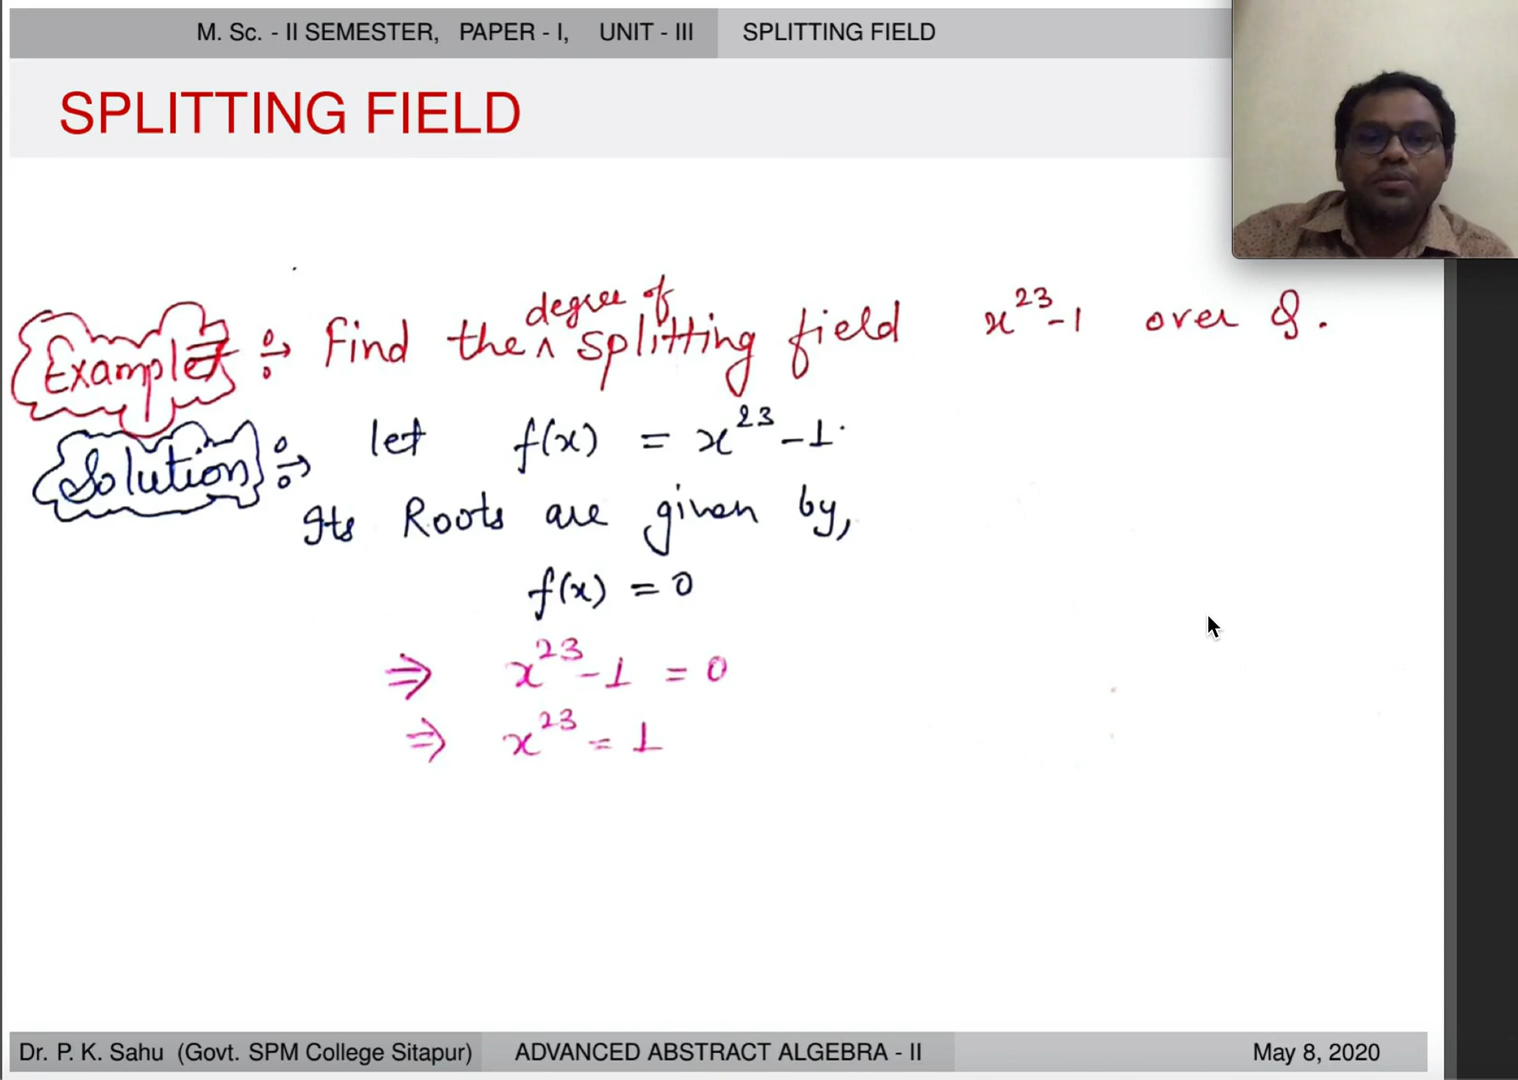 M. Sc. - II SEMESTER, PAPER - I, UNIT - III SPLITTING FIELD
SPLITTING FIELD
Example :→ Find the ^ degree of splitting field x^23-1 over Q.
Solution :→ let f(x) = x^23-1.
Its Roots are given by,
f(x) = 0
⇒ x^23-1 = 0
⇒ x^23 = 1
Dr. P. K. Sahu (Govt. SPM College Sitapur) ADVANCED ABSTRACT ALGEBRA - II May 8, 2020